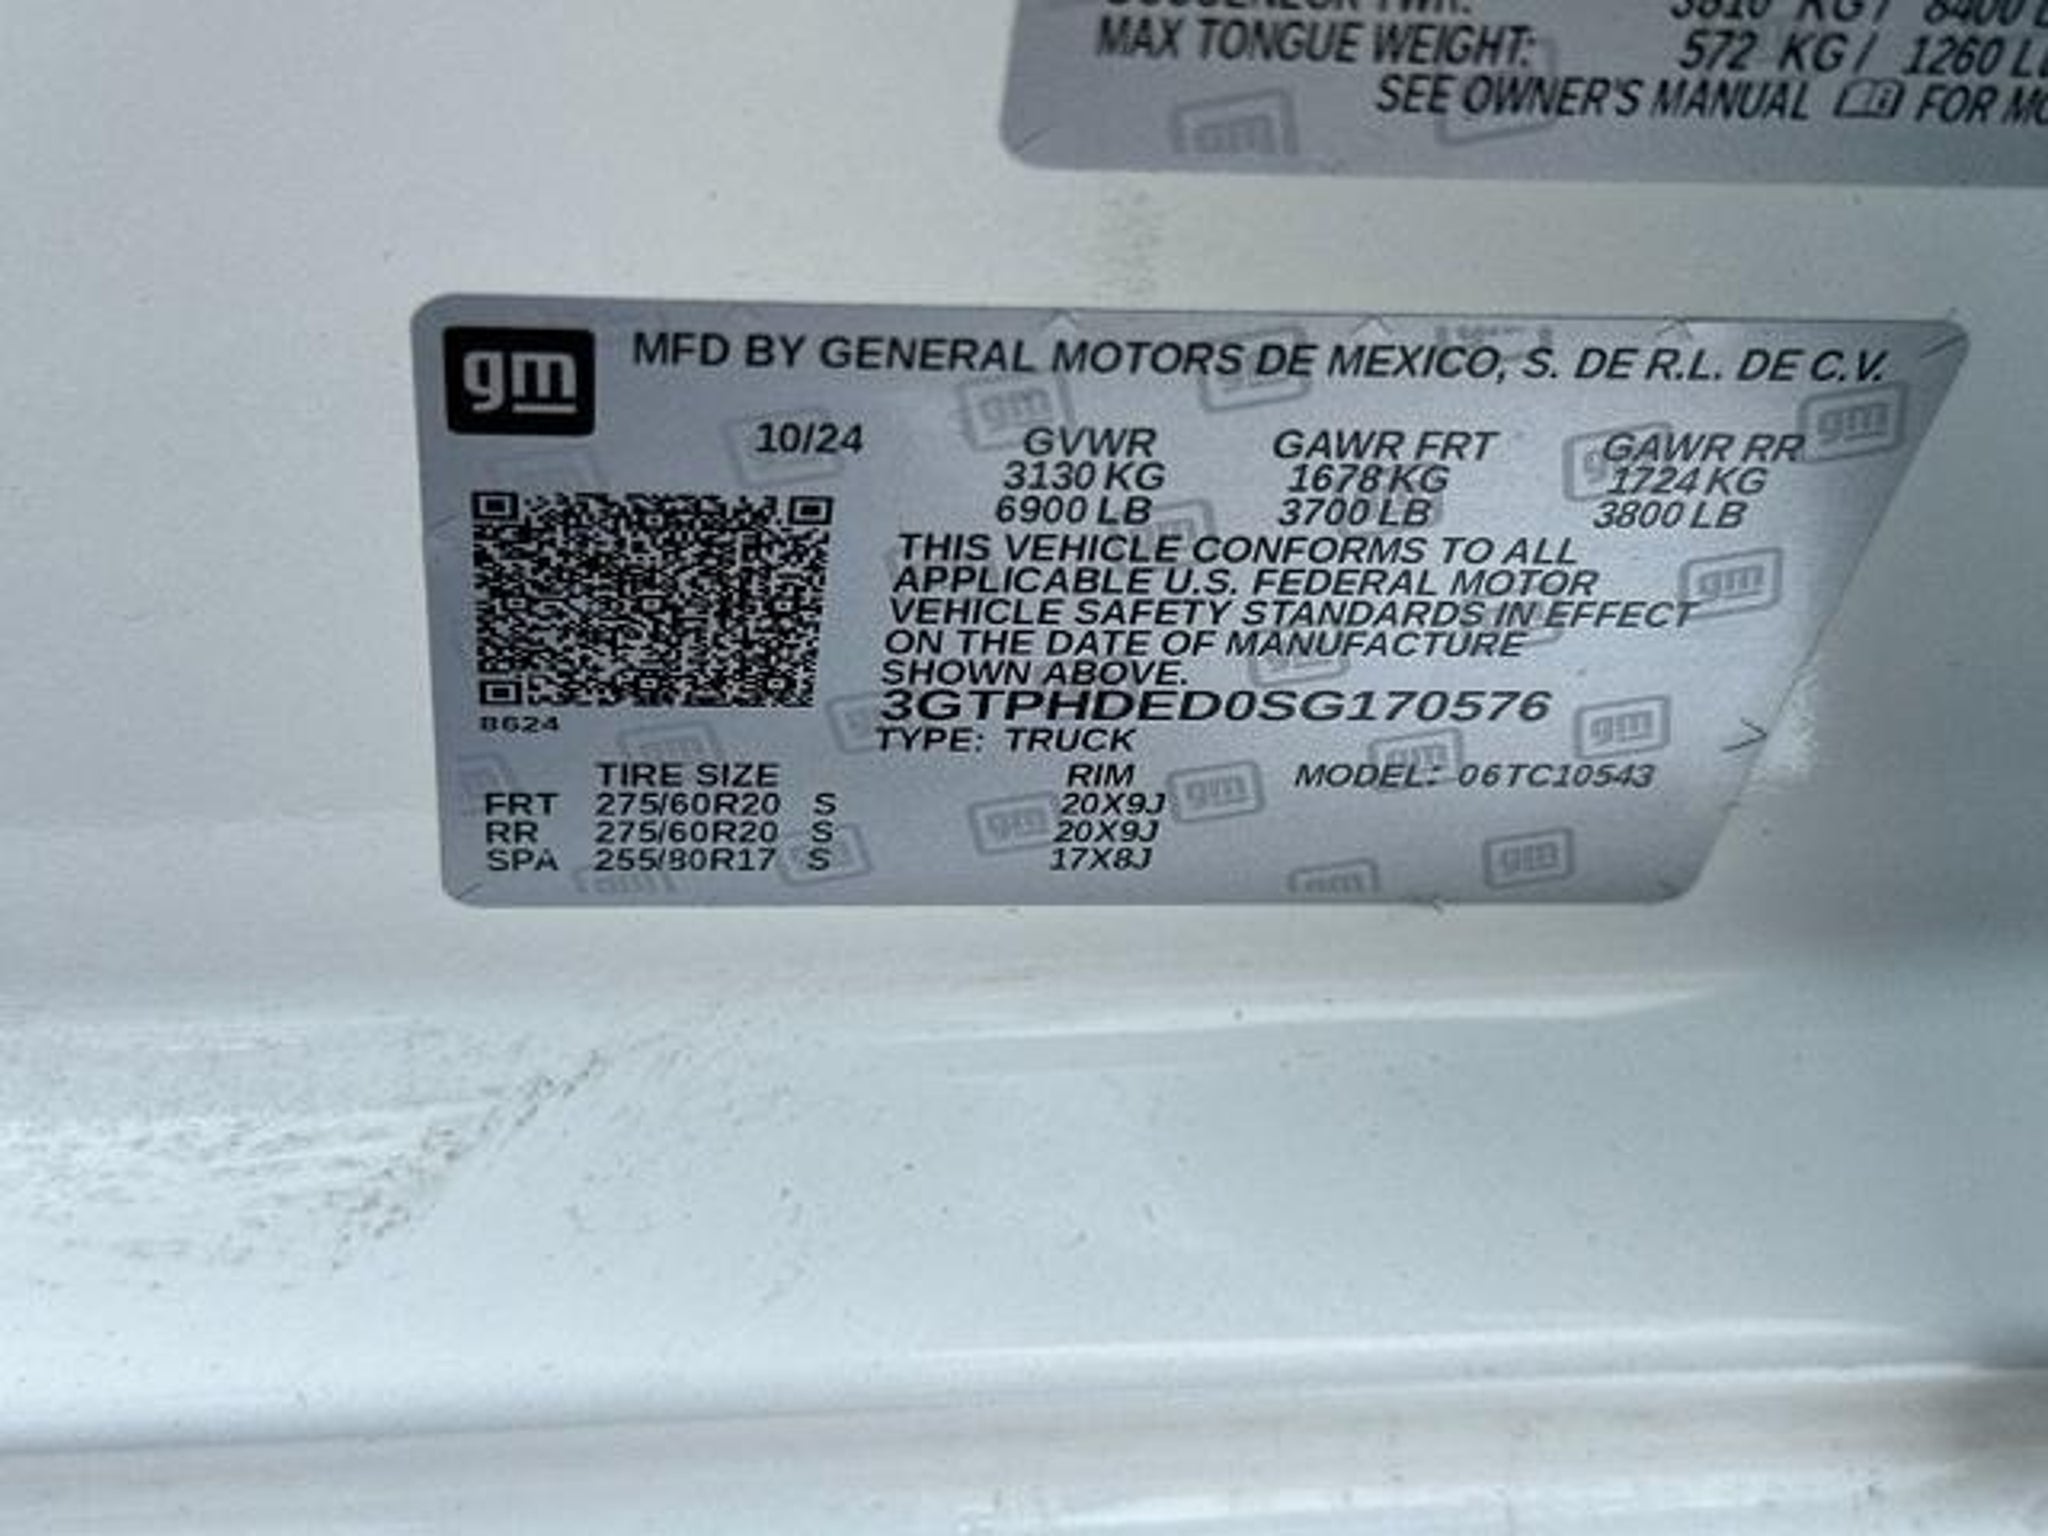 MAX TONGUE WEIGHT: 572 KG / 1260
SEE OWNER'S MANUAL FOR
gm MFD BY GENERAL MOTORS DE MEXICO, S. DE R.L. DE C.V.
10/24 GVWR GAWR FRT GAWR RR
3130 KG 1678 KG 1724 KG
6900 LB 3700 LB 3800 LB
THIS VEHICLE CONFORMS TO ALL
APPLICABLE U.S. FEDERAL MOTOR
VEHICLE SAFETY STANDARDS IN EFFECT
ON THE DATE OF MANUFACTURE
SHOWN ABOVE.
3GTPHDED0SG170576
8624
TYPE: TRUCK
TIRE SIZE RIM MODEL: 06TC10543
FRT 275/60R20 S 20X9J
RR 275/60R20 S 20X9J
SPA 255/80R17 S 17X8J